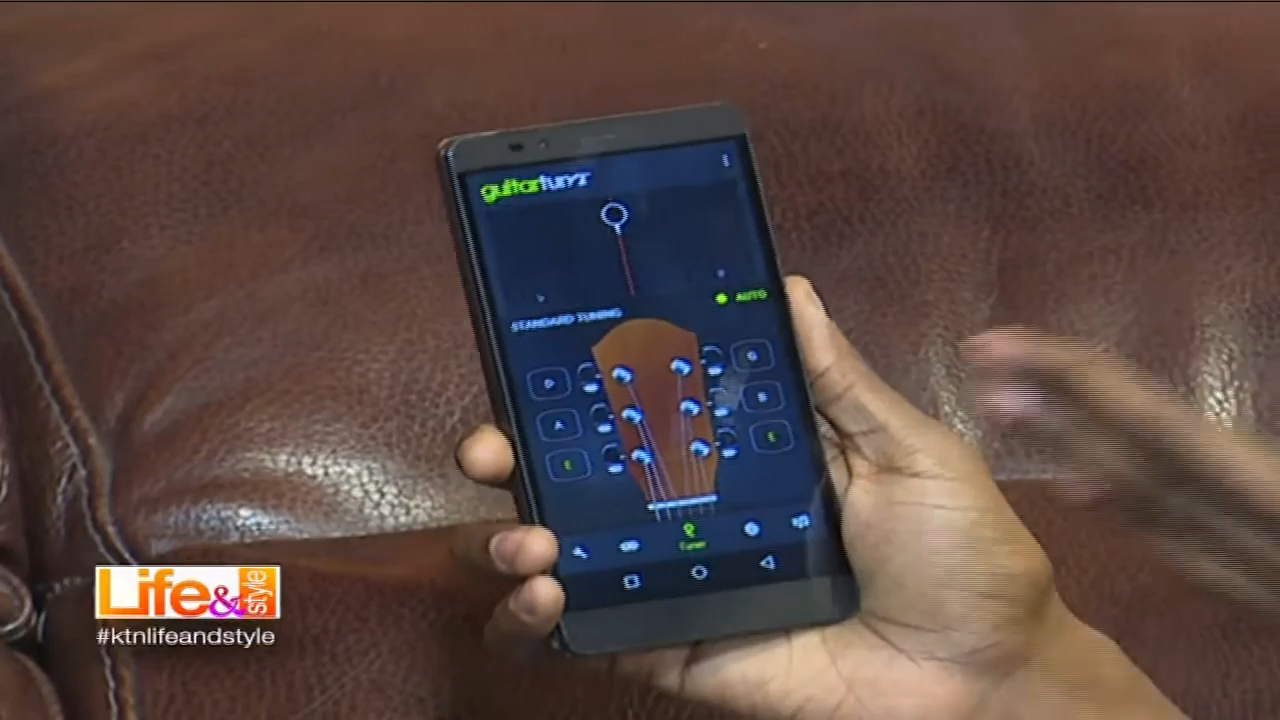 guitartuna
AUTO
STANDARD TUNING
D
G
A
B
E
E
Tuner
Life&style
#ktnlifeandstyle